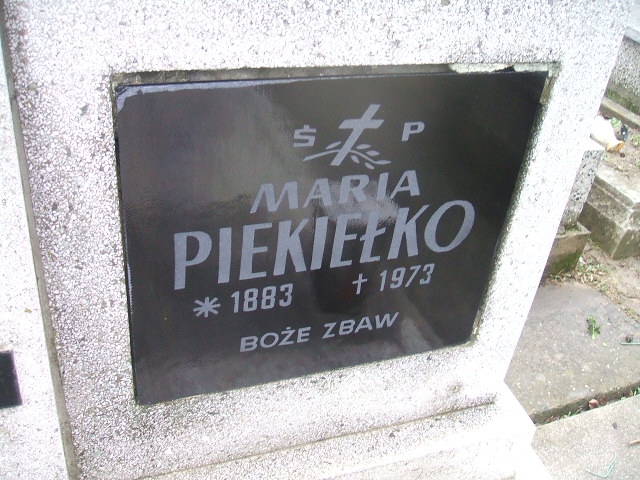 Ś P
MARIA
PIEKIEŁKO
* 1883 † 1973
BOŻE ZBAW